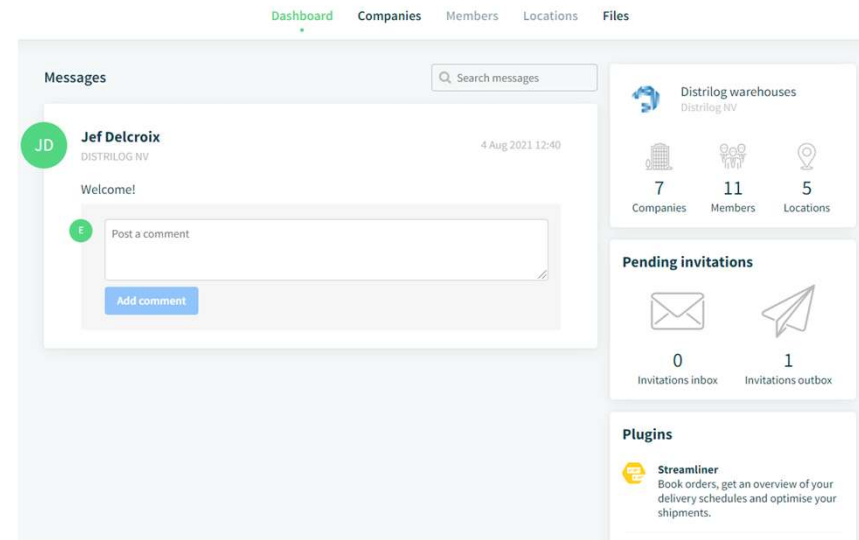 Dashboard Companies Members Locations Files
Messages
Search messages
JD
Jef Delcroix
4 Aug 2021 12:40
DISTRILOG NV
Welcome!
E
Post a comment
Add comment
Distrilog warehouses
Distrilog NV
7 11 5
Companies Members Locations
Pending invitations
0 1
Invitations inbox Invitations outbox
Plugins
Streamliner
Book orders, get an overview of your
delivery schedules and optimise your
shipments.